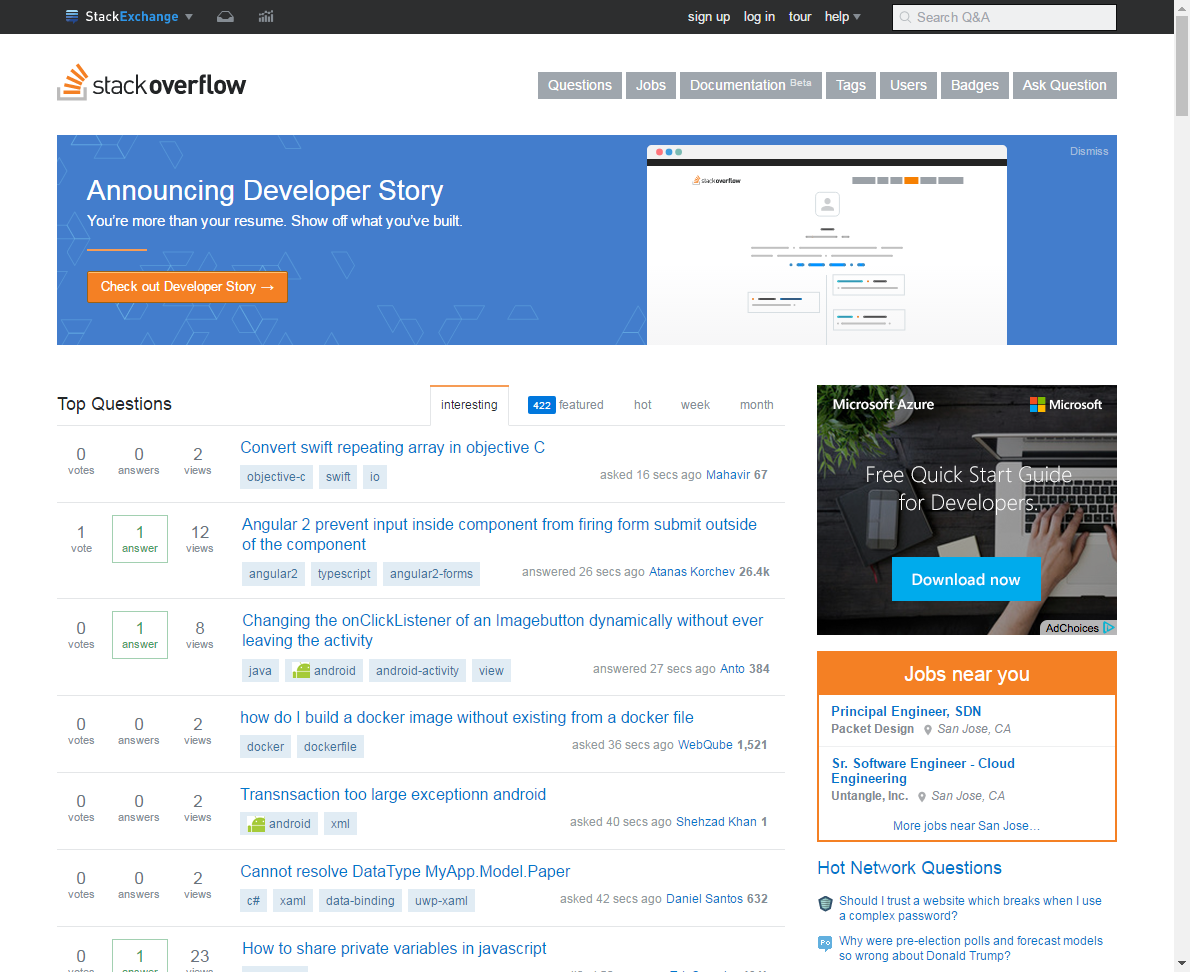 StackExchange
sign up log in tour help
Search Q&A
stackoverflow
Questions Jobs Documentation Beta Tags Users Badges Ask Question
Announcing Developer Story
You're more than your resume. Show off what you've built.
Check out Developer Story →
Dismiss
stackoverflow
Top Questions
interesting 422 featured hot week month
0 votes 0 answers 2 views
Convert swift repeating array in objective C
objective-c swift io
asked 16 secs ago Mahavir 67
1 vote 1 answer 12 views
Angular 2 prevent input inside component from firing form submit outside
of the component
angular2 typescript angular2-forms
answered 26 secs ago Atanas Korchev 26.4k
0 votes 1 answer 8 views
Changing the onClickListener of an Imagebutton dynamically without ever
leaving the activity
java android android-activity view
answered 27 secs ago Anto 384
0 votes 0 answers 2 views
how do I build a docker image without existing from a docker file
docker dockerfile
asked 36 secs ago WebQube 1,521
0 votes 0 answers 2 views
Transnsaction too large exceptionn android
android xml
asked 40 secs ago Shehzad Khan 1
0 votes 0 answers 2 views
Cannot resolve DataType MyApp.Model.Paper
c# xaml data-binding uwp-xaml
asked 42 secs ago Daniel Santos 632
0 votes 1 answer 23 views
How to share private variables in javascript
Microsoft Azure
Microsoft
Free Quick Start Guide
for Developers.
Download now
AdChoices
Jobs near you
Principal Engineer, SDN
Packet Design San Jose, CA
Sr. Software Engineer - Cloud
Engineering
Untangle, Inc. San Jose, CA
More jobs near San Jose…
Hot Network Questions
Should I trust a website which breaks when I use
a complex password?
Why were pre-election polls and forecast models
so wrong about Donald Trump?